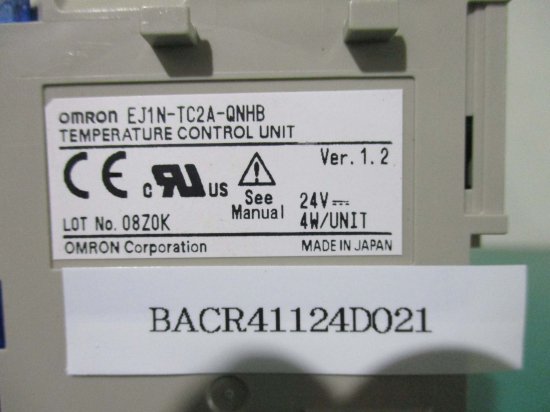 omron EJ1N-TC2A-QNHB
TEMPERATURE CONTROL UNIT
Ver. 1.2
CE c RU US
See
Manual
24V
4W/UNIT
LOT No. 08Z0K
OMRON Corporation MADE IN JAPAN
BACR41124D021